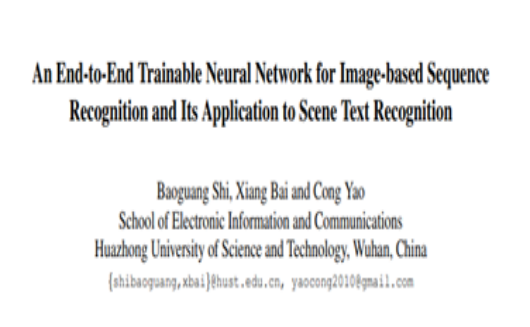 An End-to-End Trainable Neural Network for Image-based Sequence
Recognition and Its Application to Scene Text Recognition
Baoguang Shi, Xiang Bai and Cong Yao
School of Electronic Information and Communications
Huazhong University of Science and Technology, Wuhan, China
{shibaoguang,xbai}@hust.edu.cn, yaocong2010@gmail.com